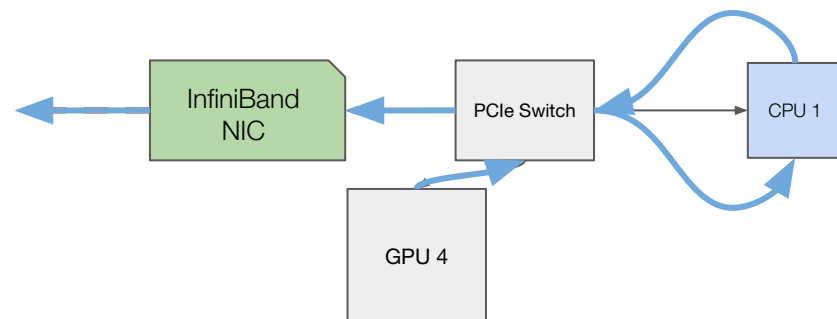 InfiniBand
NIC
PCIe Switch
CPU 1
GPU 4